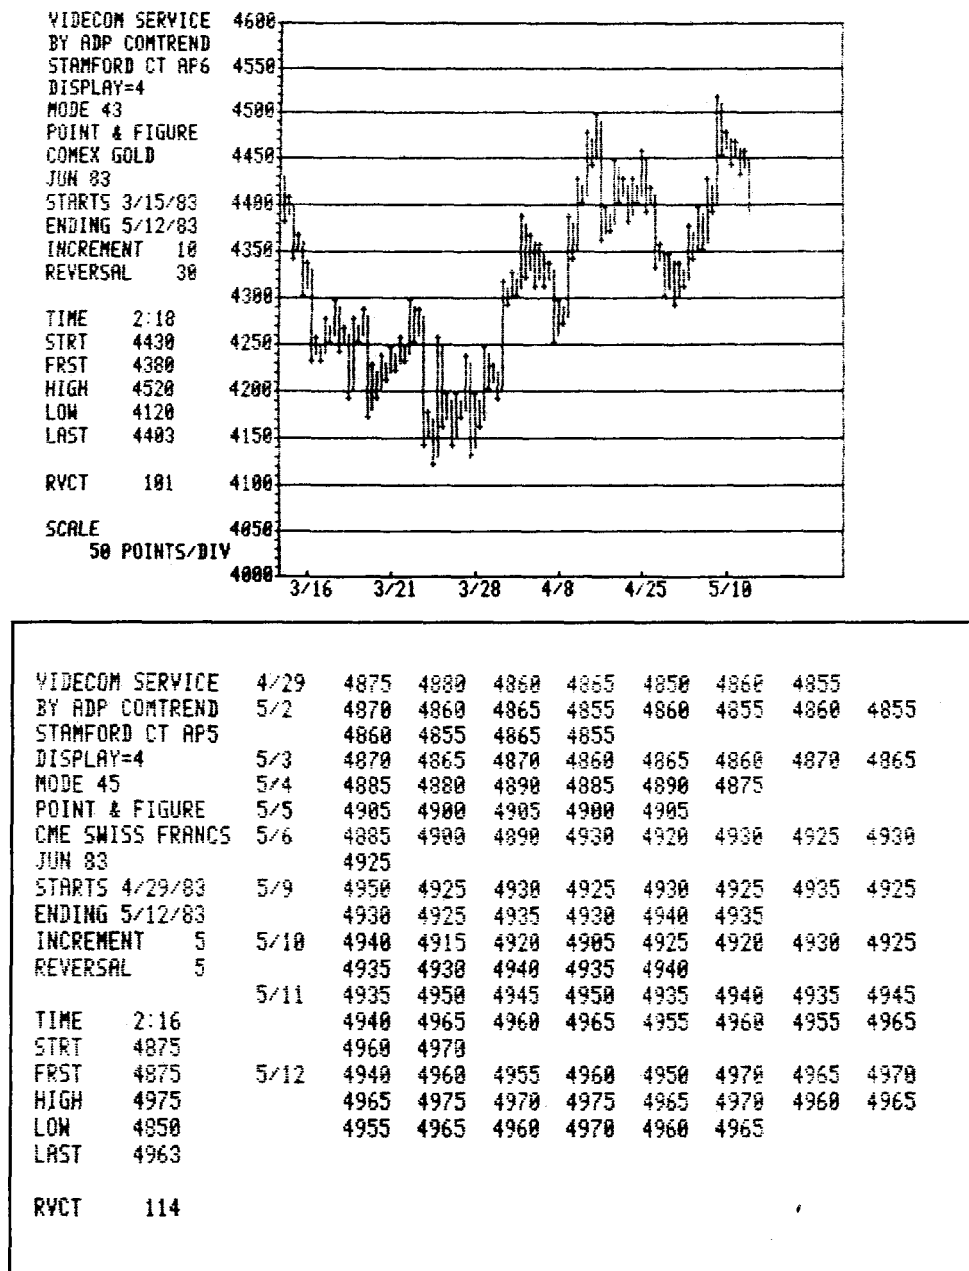 VIDECOM SERVICE
BY ADP COMTREND
STAMFORD CT AP6
DISPLAY=4
MODE 43
POINT & FIGURE
COMEX GOLD
JUN 83
STARTS 3/15/83
ENDING 5/12/83
INCREMENT 10
REVERSAL 30
TIME 2:18
STRT 4430
FRST 4380
HIGH 4520
LOW 4120
LAST 4403
RVCT 101
SCALE
50 POINTS/DIV
4600
4550
4500
4450
4400
4350
4300
4250
4200
4150
4100
4050
4000
3/16 3/21 3/28 4/8 4/25 5/10
VIDECOM SERVICE 4/29 4875 4880 4860 4865 4850 4860 4855
BY ADP COMTREND 5/2 4870 4860 4865 4855 4860 4855 4860 4855
STAMFORD CT AP5 4860 4855 4865 4855
DISPLAY=4 5/3 4870 4865 4870 4860 4865 4860 4870 4865
MODE 45 5/4 4885 4880 4890 4885 4890 4875
POINT & FIGURE 5/5 4905 4900 4905 4900 4905
CME SWISS FRANCS 5/6 4885 4900 4890 4930 4920 4930 4925 4930
JUN 83 4925
STARTS 4/29/83 5/9 4950 4925 4930 4925 4930 4925 4935 4925
ENDING 5/12/83 4930 4925 4935 4930 4940 4935
INCREMENT 5 5/10 4940 4915 4920 4905 4925 4920 4930 4925
REVERSAL 5 4935 4930 4940 4935 4940
5/11 4935 4950 4945 4950 4935 4940 4935 4945
TIME 2:16 4940 4965 4960 4965 4955 4960 4955 4965
STRT 4875 4960 4970
FRST 4875 5/12 4940 4960 4955 4960 4950 4970 4965 4970
HIGH 4975 4965 4975 4970 4975 4965 4970 4960 4965
LOW 4850 4955 4965 4960 4970 4960 4965
LAST 4963
RVCT 114